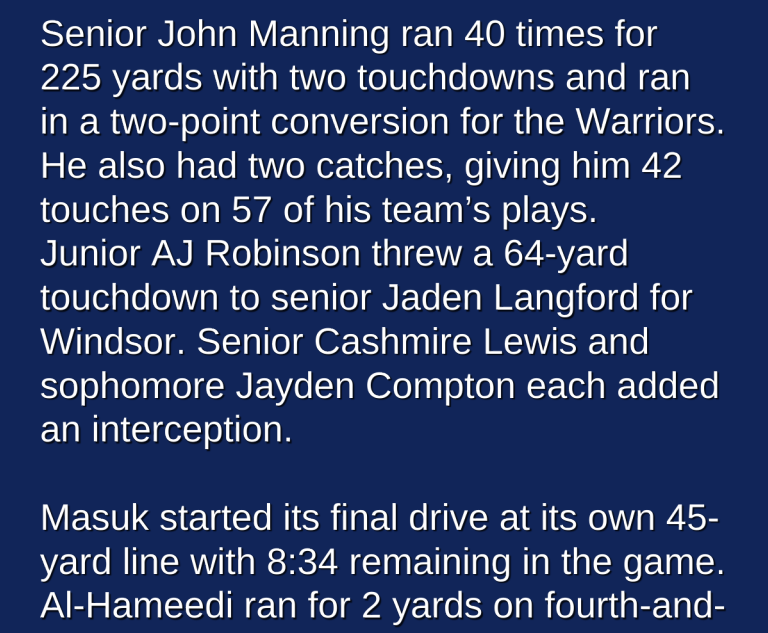 Senior John Manning ran 40 times for
225 yards with two touchdowns and ran
in a two-point conversion for the Warriors.
He also had two catches, giving him 42
touches on 57 of his team’s plays.
Junior AJ Robinson threw a 64-yard
touchdown to senior Jaden Langford for
Windsor. Senior Cashmire Lewis and
sophomore Jayden Compton each added
an interception.

Masuk started its final drive at its own 45-
yard line with 8:34 remaining in the game.
Al-Hameedi ran for 2 yards on fourth-and-